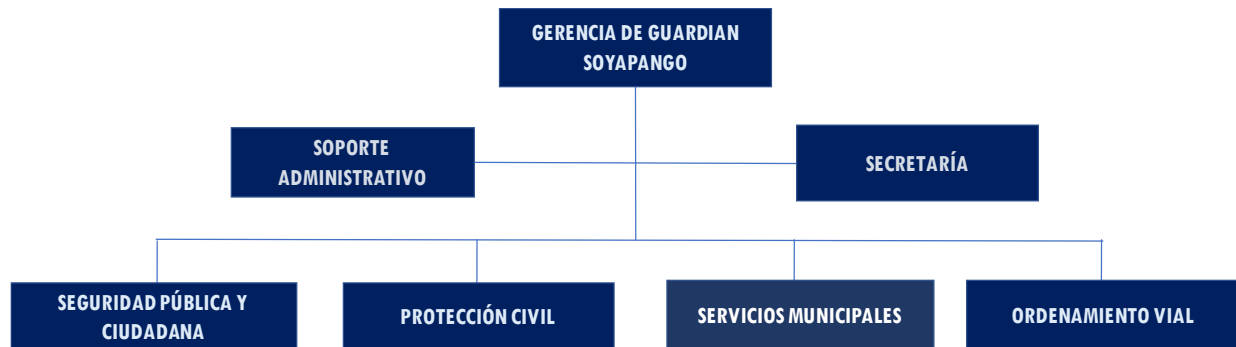 GERENCIA DE GUARDIAN
SOYAPANGO
SOPORTE
ADMINISTRATIVO
SECRETARÍA
SEGURIDAD PÚBLICA Y
CIUDADANA
PROTECCIÓN CIVIL
SERVICIOS MUNICIPALES
ORDENAMIENTO VIAL